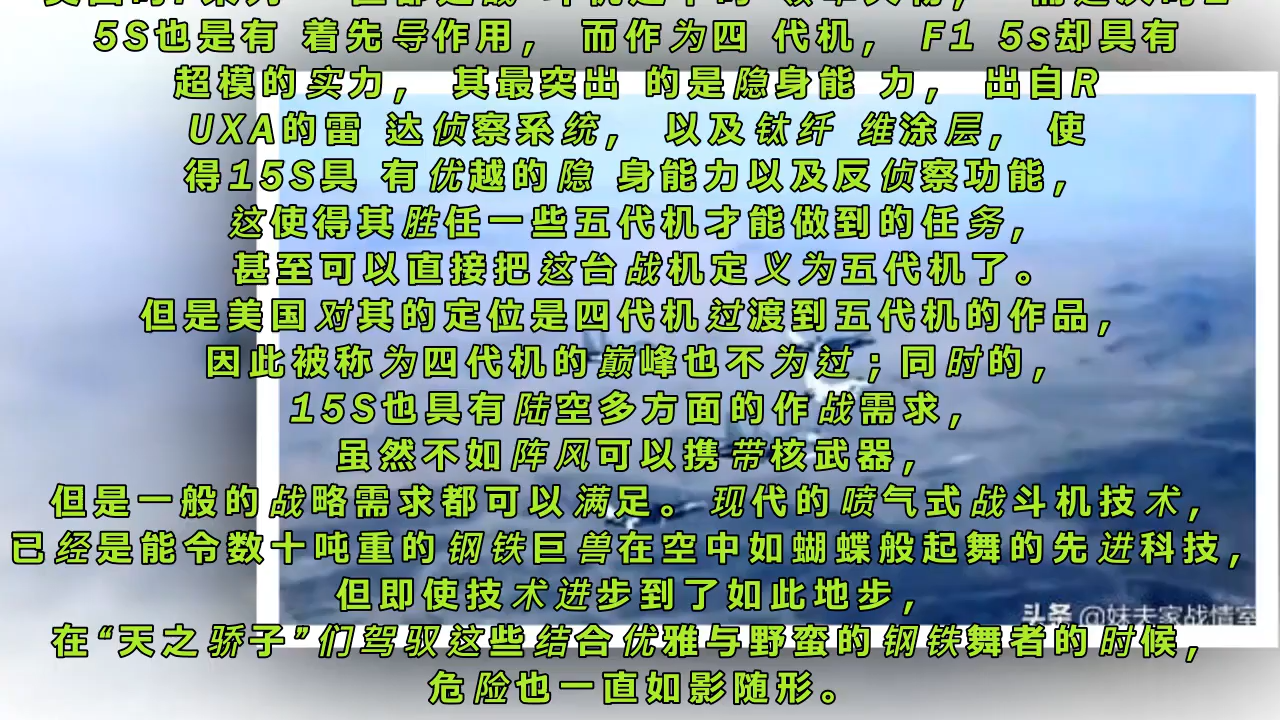 5S也是有 着先导作用， 而作为四 代机， F1 5s却具有
超模的实力， 其最突出 的是隐身能 力， 出自R
UXA的雷 达侦察系统， 以及钛纤 维涂层， 使
得15S具 有优越的隐 身能力以及反侦察功能，
这使得其胜任一些五代机才能做到的任务，
甚至可以直接把这台战机定义为五代机了。
但是美国对其的定位是四代机过渡到五代机的作品，
因此被称为四代机的巅峰也不为过；同时的，
15S也具有陆空多方面的作战需求，
虽然不如阵风可以携带核武器，
但是一般的战略需求都可以满足。现代的喷气式战斗机技术，
已经是能令数十吨重的钢铁巨兽在空中如蝴蝶般起舞的先进科技，
但即使技术进步到了如此地步，
头条 @妹夫家战情室
在“天之骄子”们驾驭这些结合优雅与野蛮的钢铁舞者的时候，
危险也一直如影随形。